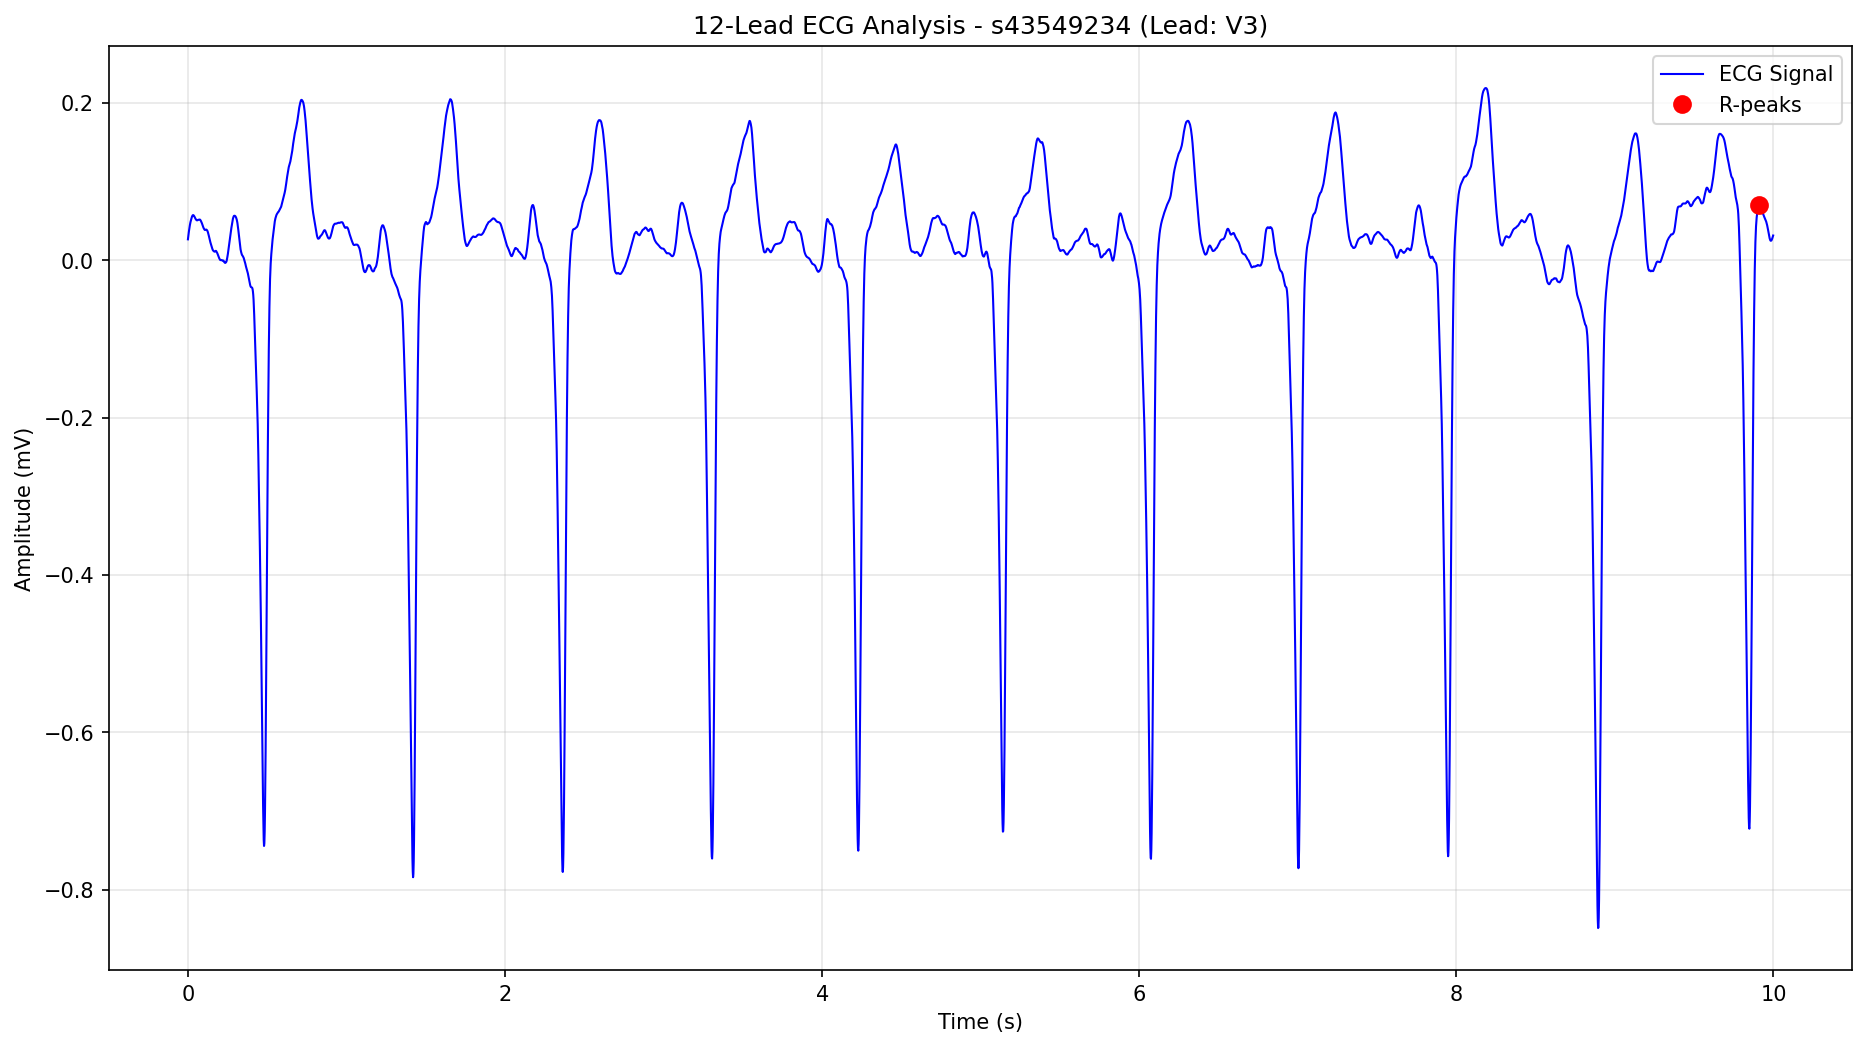 12-Lead ECG Analysis - s43549234 (Lead: V3)
ECG Signal
R-peaks
0.2
0.0
−0.2
−0.4
−0.6
−0.8
Amplitude (mV)
0 2 4 6 8 10
Time (s)